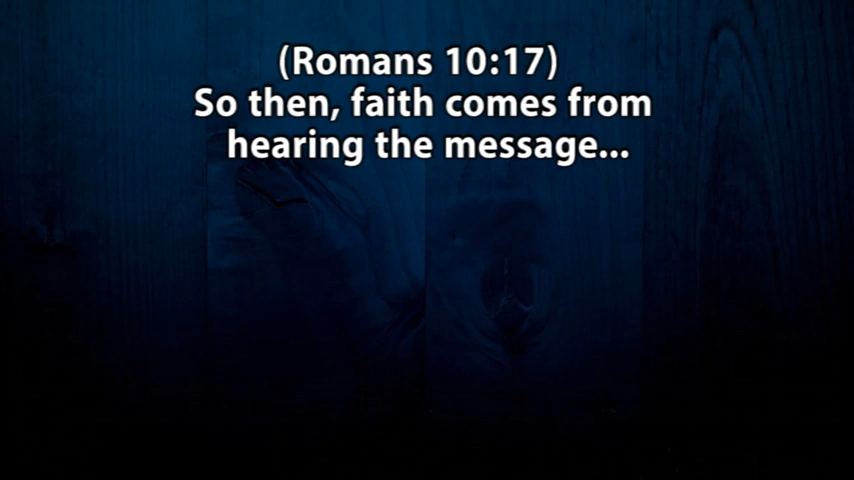 (Romans 10:17)
So then, faith comes from
hearing the message...